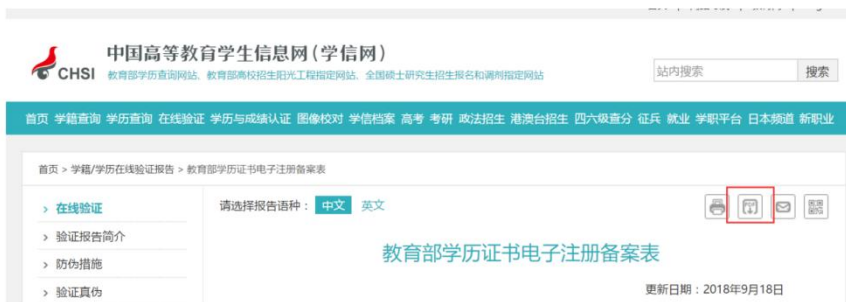 中国高等教育学生信息网(学信网)
CHSI 教育部学历查询网站、教育部高校招生阳光工程指定网站、全国硕士研究生招生报名和调剂指定网站
站内搜索 搜索
首页 学籍查询 学历查询 在线验证 学历与成绩认证 图像校对 学信档案 高考 考研 政法招生 港澳台招生 四六级查分 征兵 就业 学职平台 日本频道 新职业
首页 > 学籍/学历在线验证报告 > 教育部学历证书电子注册备案表
> 在线验证
请选择报告语种: 中文 英文
> 验证报告简介
> 防伪措施
> 验证真伪
教育部学历证书电子注册备案表
更新日期:2018年9月18日